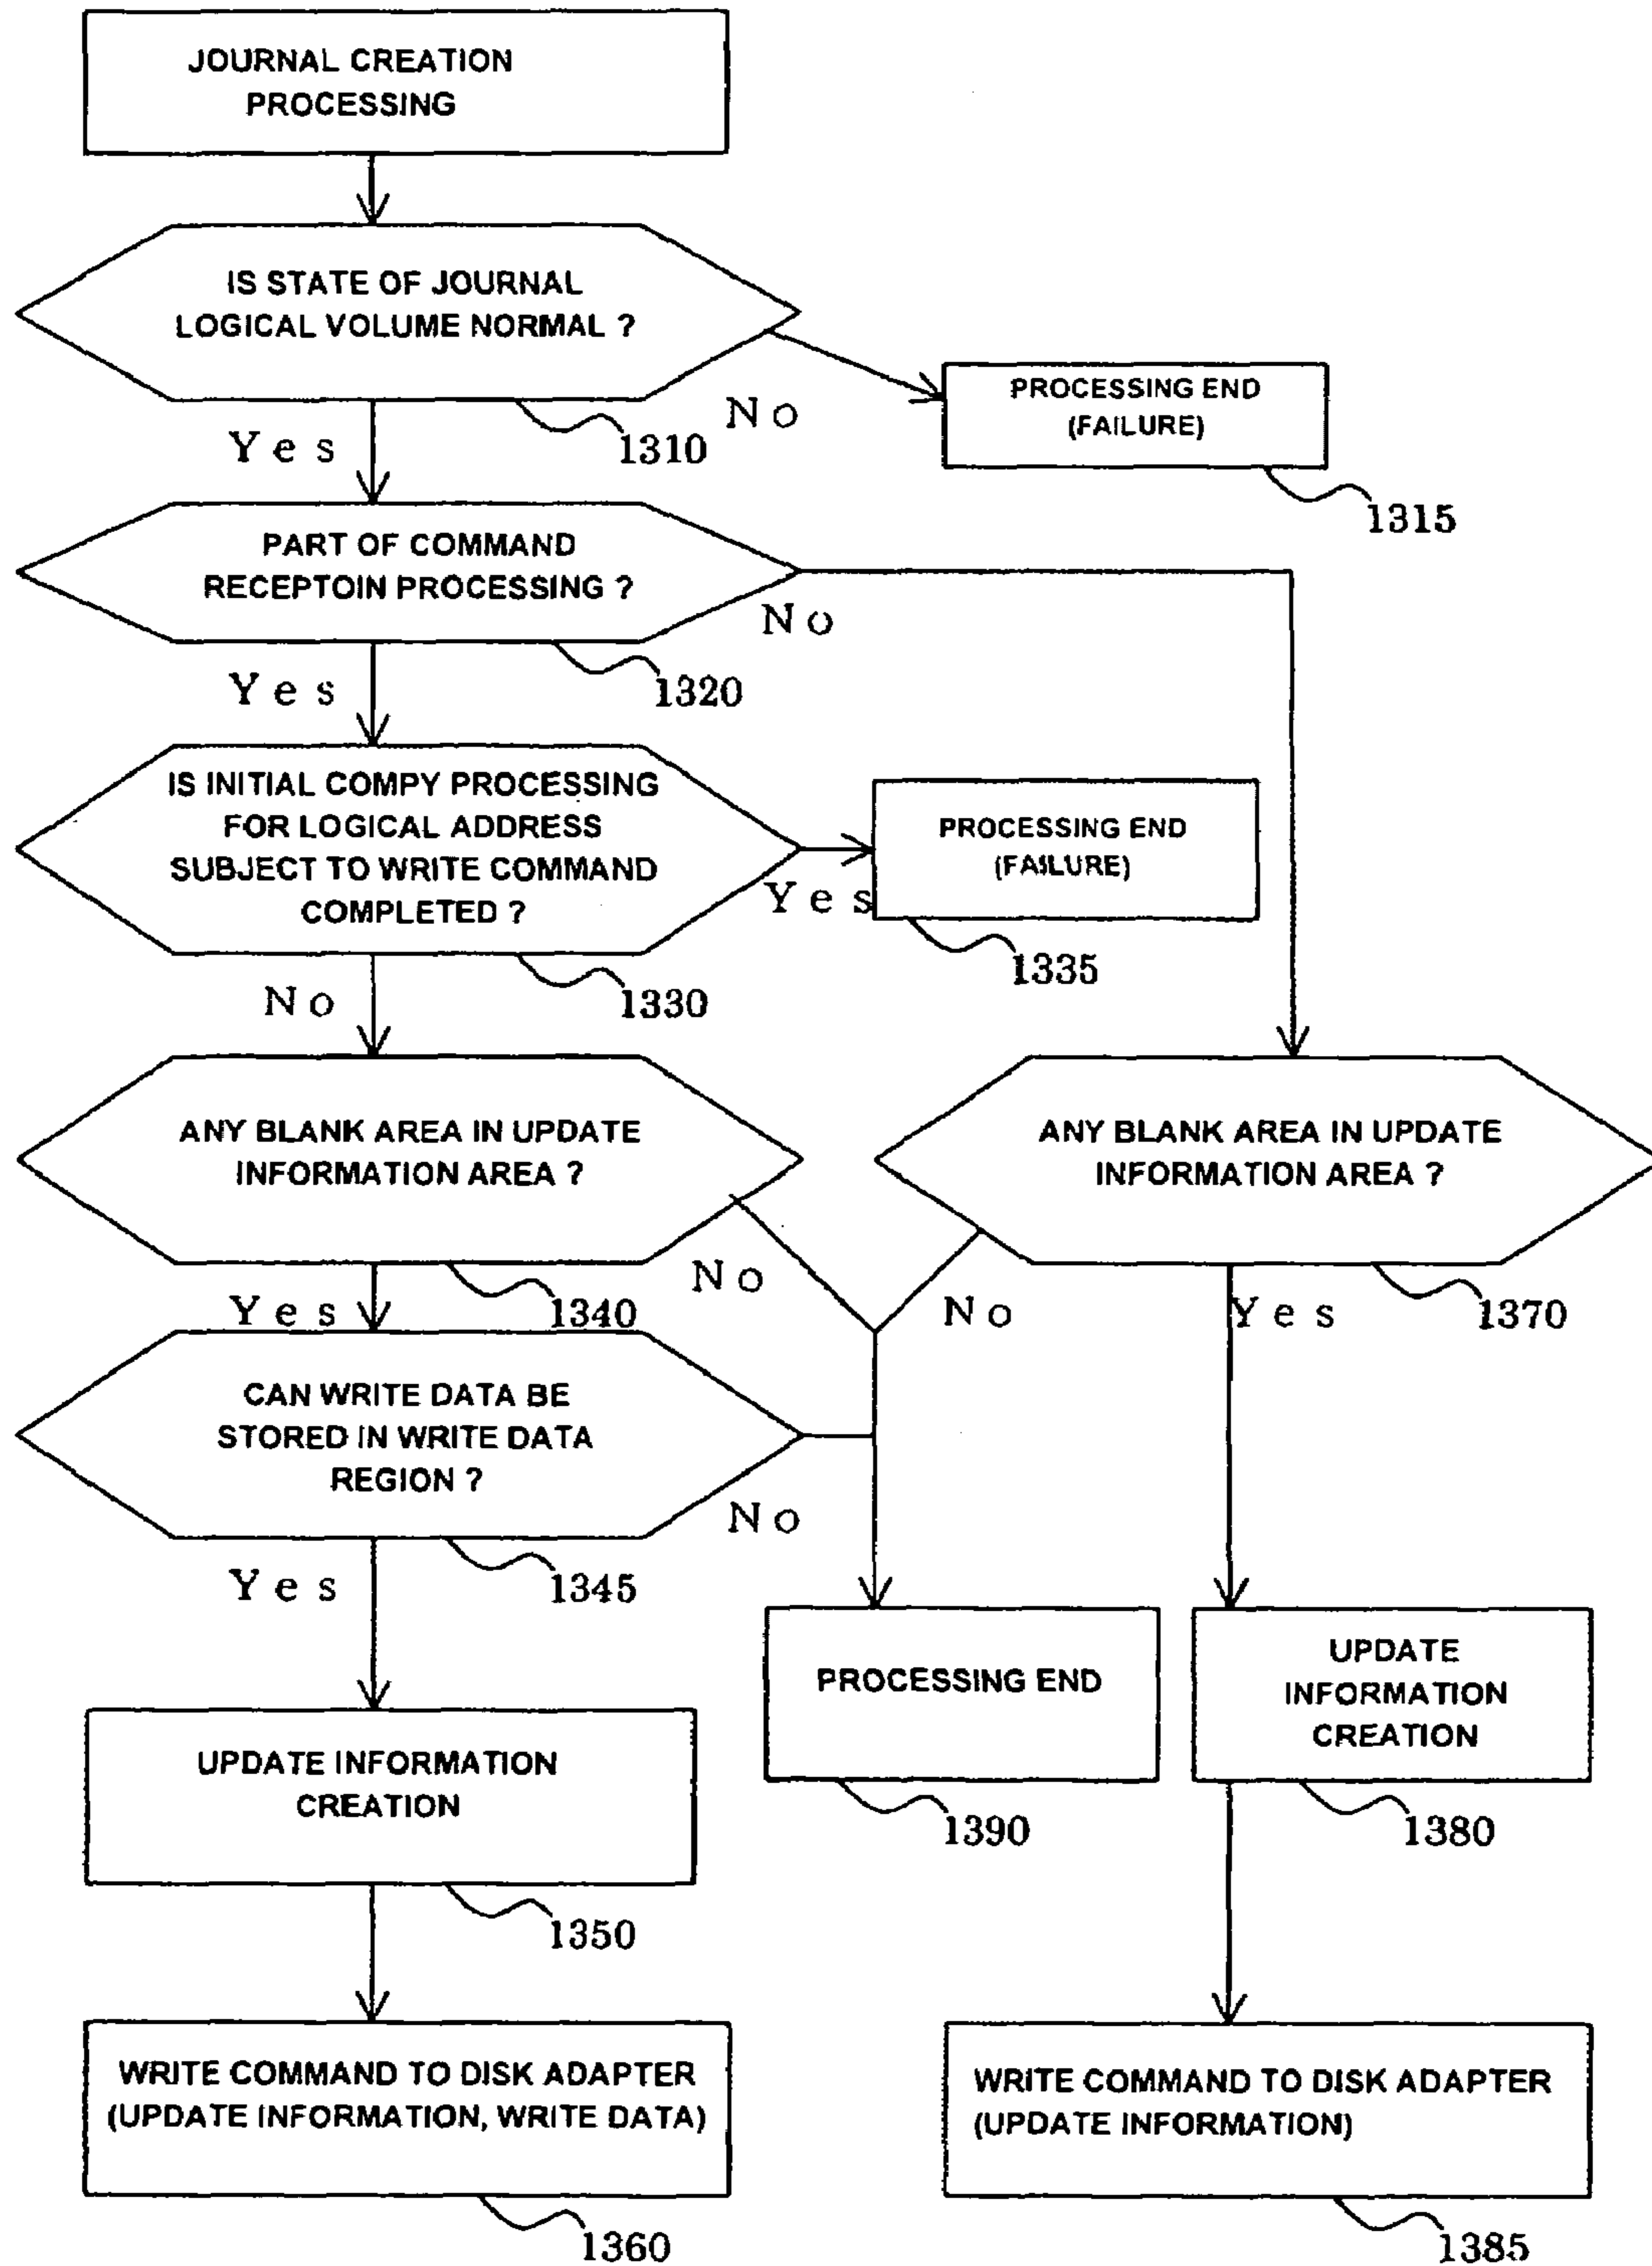 JOURNAL CREATION
PROCESSING
IS STATE OF JOURNAL
LOGICAL VOLUME NORMAL ?
No
PROCESSING END
(FAILURE)
Yes
1310
1315
PART OF COMMAND
RECEPTOIN PROCESSING ?
No
Yes
1320
IS INITIAL COMPY PROCESSING
FOR LOGICAL ADDRESS
SUBJECT TO WRITE COMMAND
COMPLETED ?
PROCESSING END
(FAILURE)
Yes
1335
No
1330
ANY BLANK AREA IN UPDATE
INFORMATION AREA ?
ANY BLANK AREA IN UPDATE
INFORMATION AREA ?
No
Yes
1340
No
Yes
1370
CAN WRITE DATA BE
STORED IN WRITE DATA
REGION ?
No
Yes
1345
PROCESSING END
UPDATE
INFORMATION
CREATION
UPDATE INFORMATION
CREATION
1390
1380
1350
WRITE COMMAND TO DISK ADAPTER
(UPDATE INFORMATION, WRITE DATA)
WRITE COMMAND TO DISK ADAPTER
(UPDATE INFORMATION)
1360
1385